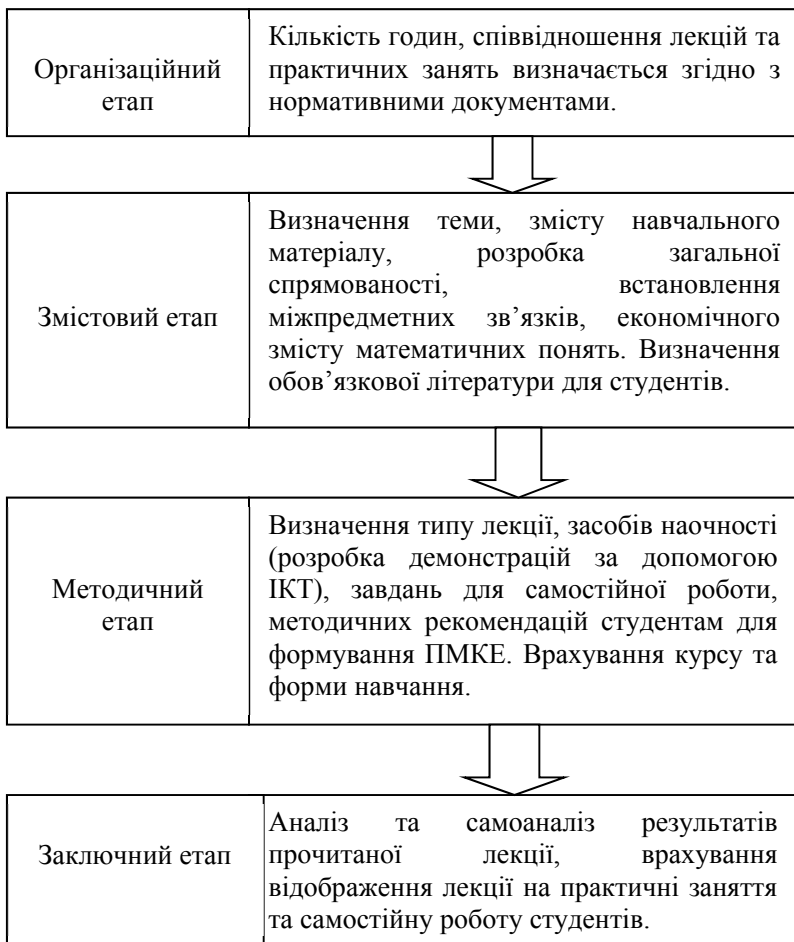 Організаційний
етап
Кількість годин, співвідношення лекцій та
практичних занять визначається згідно з
нормативними документами.
Змістовий етап
Визначення теми, змісту навчального
матеріалу, розробка загальної
спрямованості, встановлення
міжпредметних зв’язків, економічного
змісту математичних понять. Визначення
обов’язкової літератури для студентів.
Методичний
етап
Визначення типу лекції, засобів наочності
(розробка демонстрацій за допомогою
ІКТ), завдань для самостійної роботи,
методичних рекомендацій студентам для
формування ПМКЕ. Врахування курсу та
форми навчання.
Заключний етап
Аналіз та самоаналіз результатів
прочитаної лекції, врахування
відображення лекції на практичні заняття
та самостійну роботу студентів.